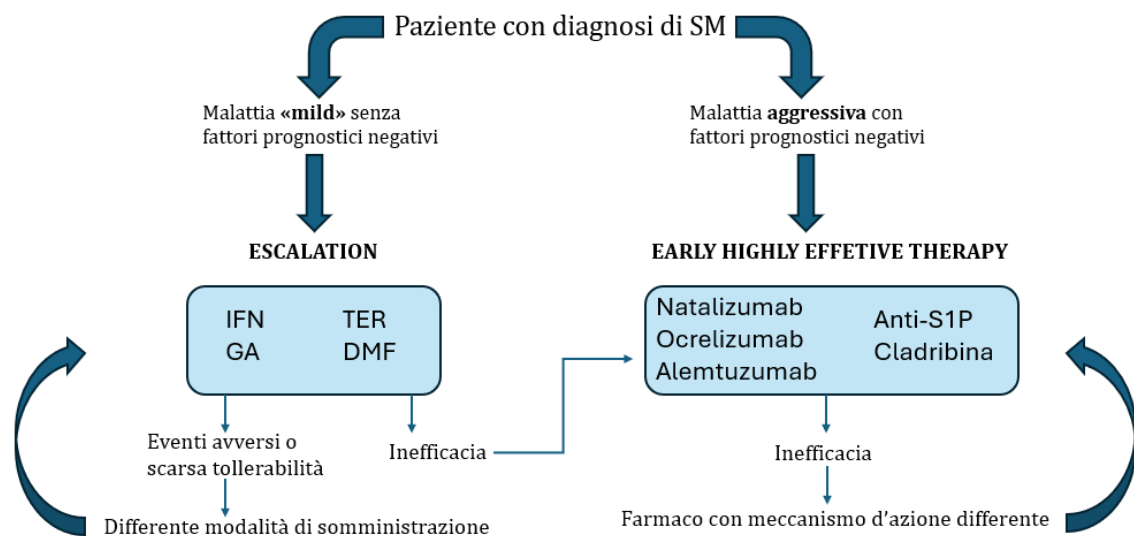 Paziente con diagnosi di SM
Malattia «mild» senza
fattori prognostici negativi
Malattia aggressiva con
fattori prognostici negativi
ESCALATION
EARLY HIGHLY EFFETIVE THERAPY
IFN TER
GA DMF
Natalizumab
Ocrelizumab
Alemtuzumab
Anti-S1P
Cladribina
Eventi avversi o
scarsa tollerabilità
Inefficacia
Inefficacia
Differente modalità di somministrazione
Farmaco con meccanismo d'azione differente